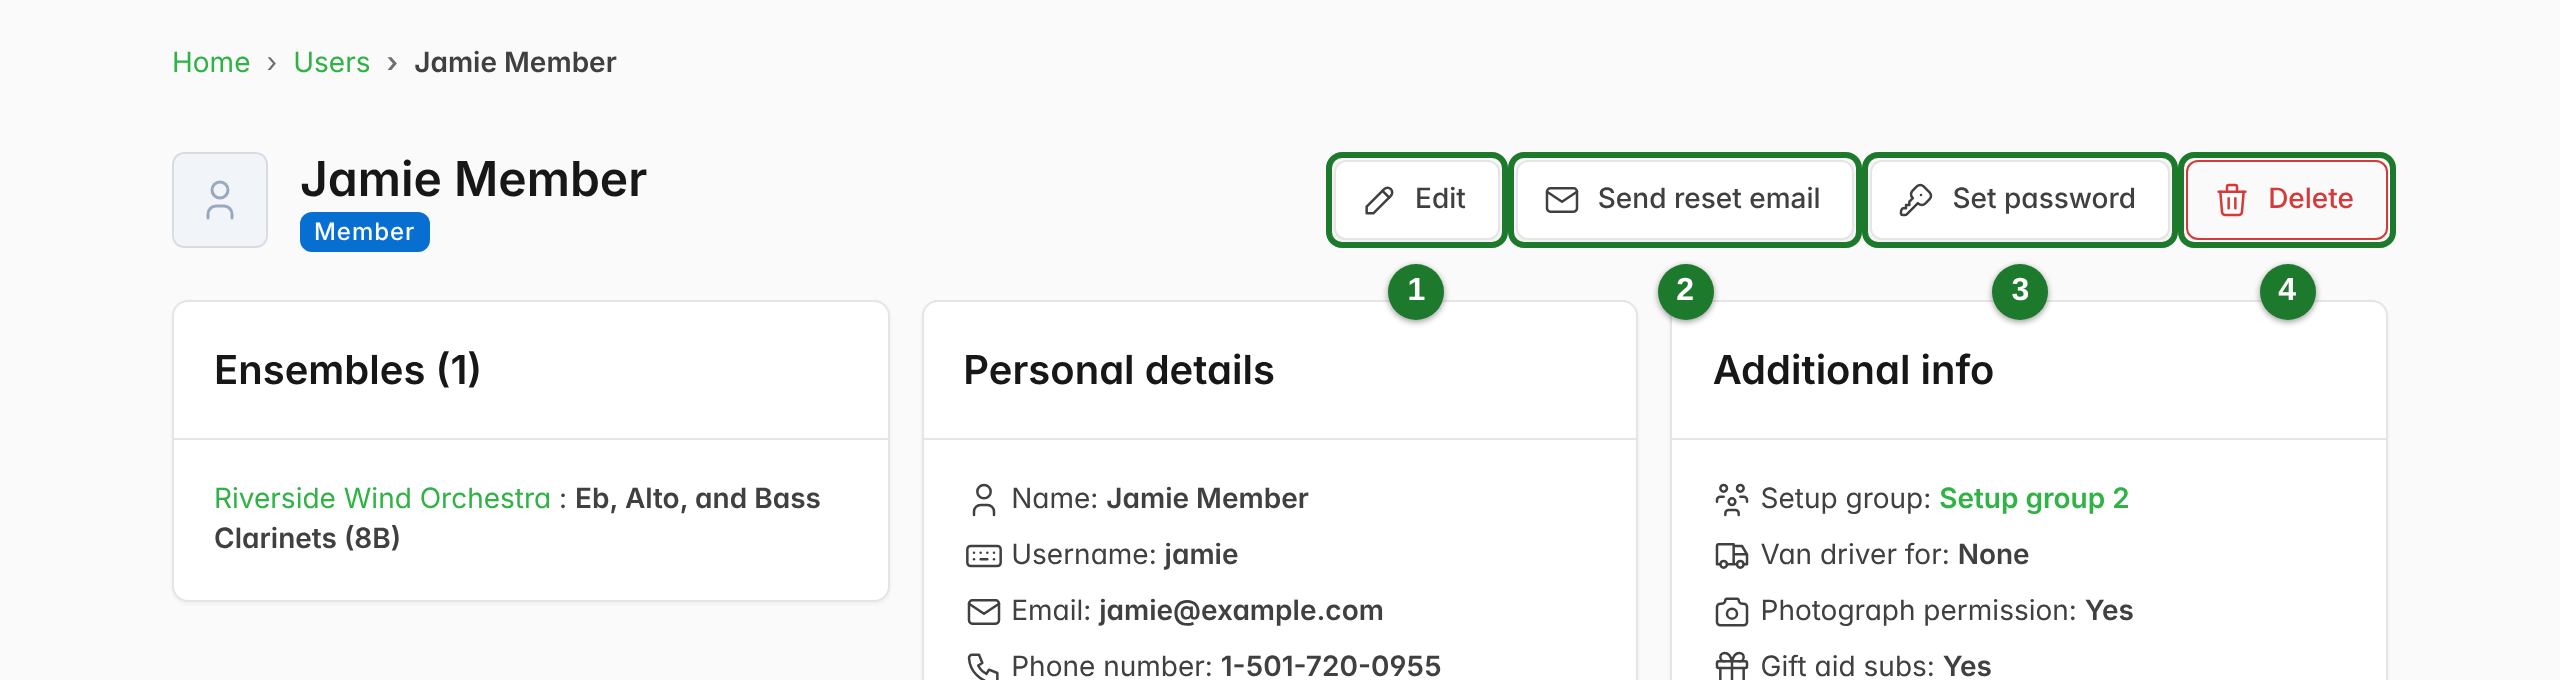 Home › Users › Jamie Member
Jamie Member
Member
Edit
Send reset email
Set password
Delete
1
2
3
4
Ensembles (1)
Riverside Wind Orchestra : Eb, Alto, and Bass
Clarinets (8B)
Personal details
Name: Jamie Member
Username: jamie
Email: jamie@example.com
Phone number: 1-501-720-0955
Additional info
Setup group: Setup group 2
Van driver for: None
Photograph permission: Yes
Gift aid subs: Yes